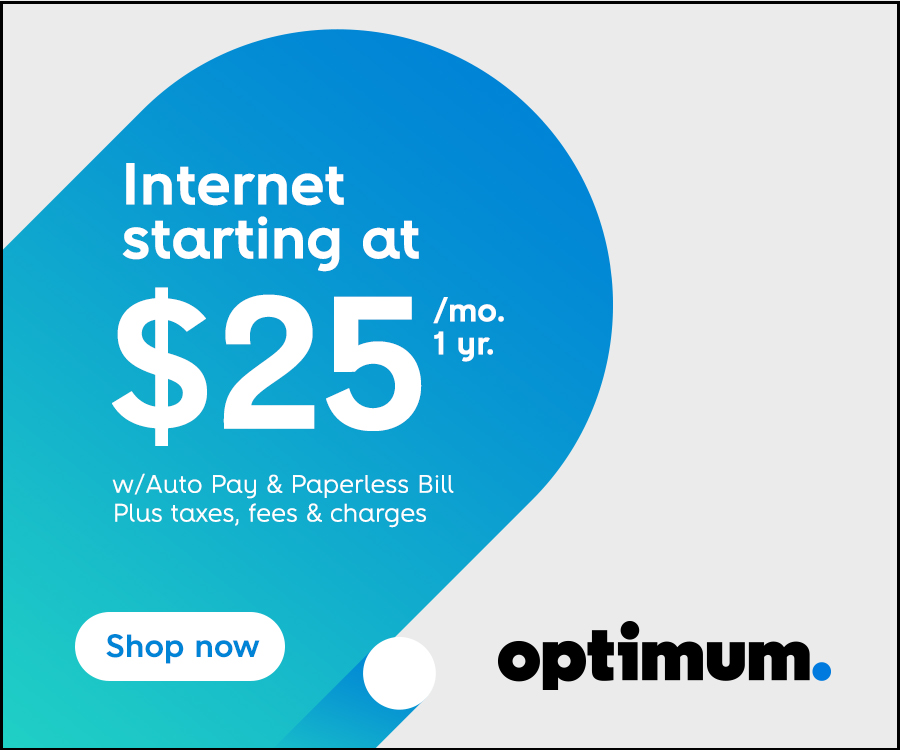 Internet
starting at
$25 /mo.
1 yr.
w/Auto Pay & Paperless Bill
Plus taxes, fees & charges
Shop now
optimum.